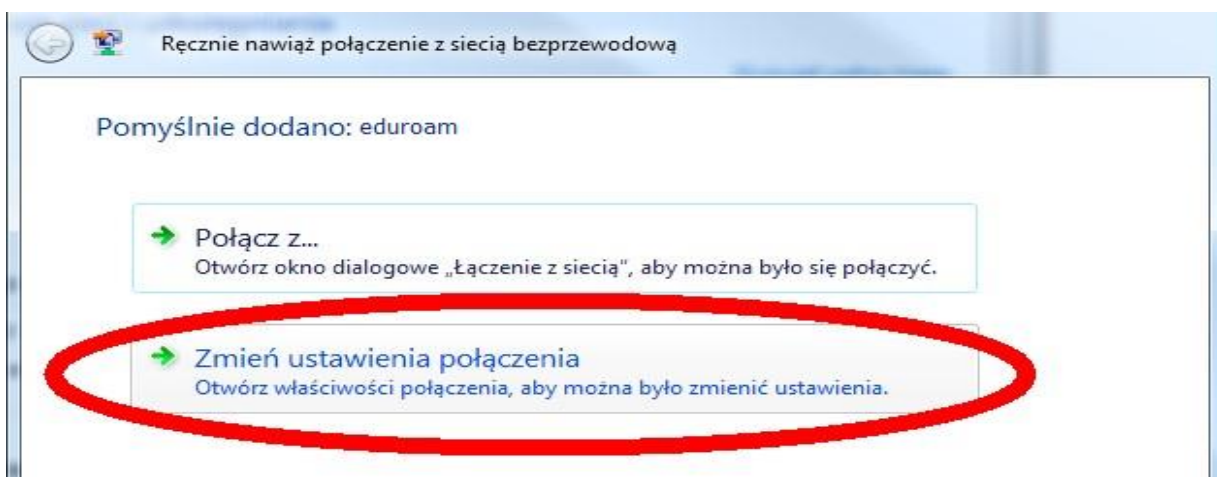 Ręcznie nawiąż połączenie z siecią bezprzewodową
Pomyślnie dodano: eduroam
Połącz z...
Otwórz okno dialogowe „Łączenie z siecią”, aby można było się połączyć.
Zmień ustawienia połączenia
Otwórz właściwości połączenia, aby można było zmienić ustawienia.